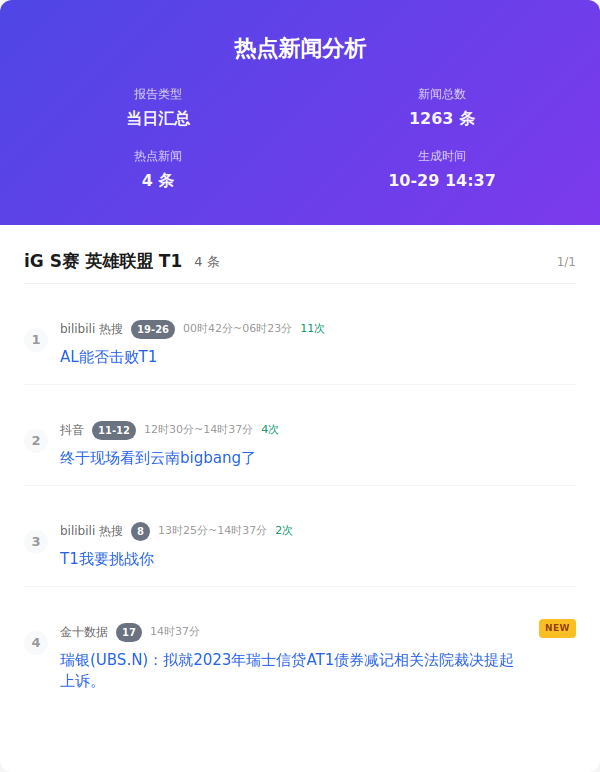 热点新闻分析
报告类型
新闻总数
当日汇总
1263 条
热点新闻
生成时间
4 条
10-29 14:37
iG S赛 英雄联盟 T1 4 条 1/1
1
bilibili 热搜 19-26 00时42分~06时23分 11次
AL能否击败T1
2
抖音 11-12 12时30分~14时37分 4次
终于现场看到云南bigbang了
3
bilibili 热搜 8 13时25分~14时37分 2次
T1我要挑战你
4
金十数据 17 14时37分 NEW
瑞银(UBS.N)：拟就2023年瑞士信贷AT1债券减记相关法院裁决提起
上诉。